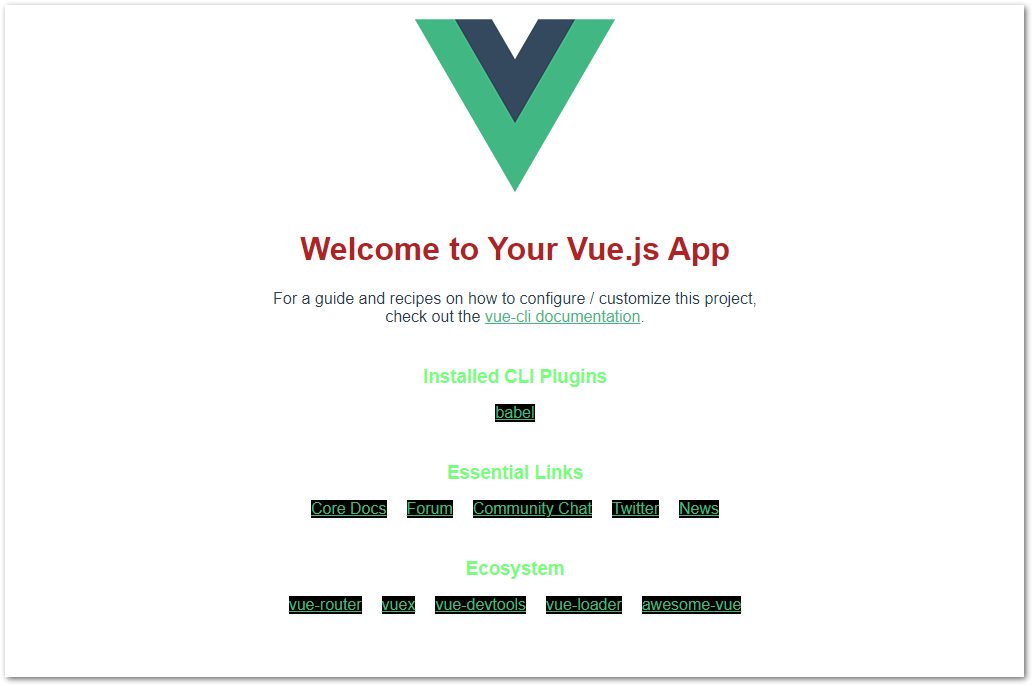 Welcome to Your Vue.js App
For a guide and recipes on how to configure / customize this project,
check out the vue-cli documentation.
Installed CLI Plugins
babel
Essential Links
Core Docs Forum Community Chat Twitter News
Ecosystem
vue-router vuex vue-devtools vue-loader awesome-vue